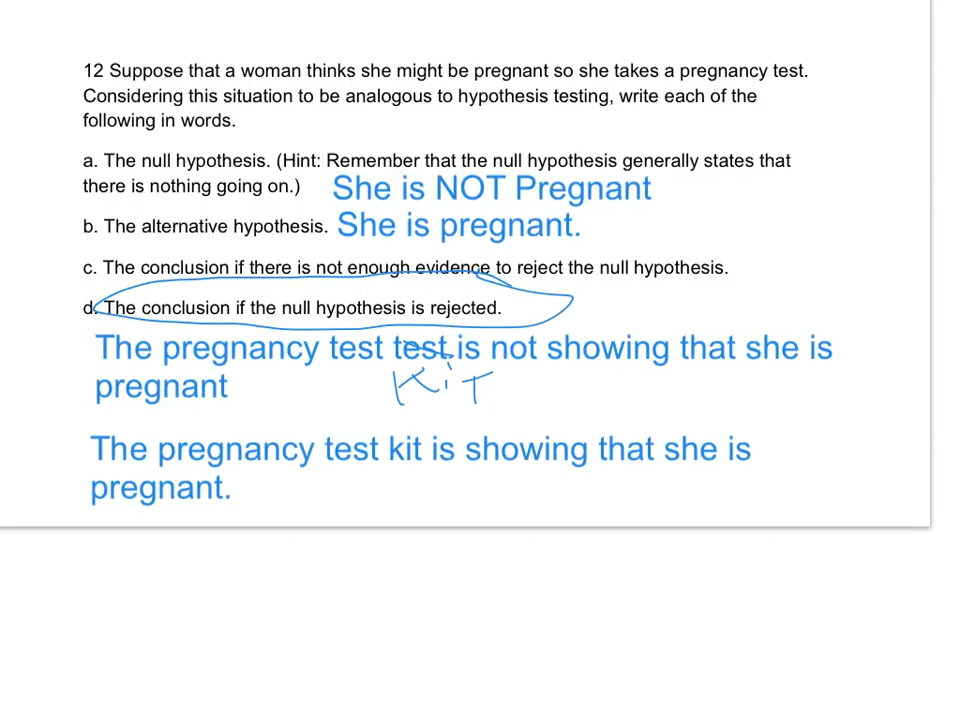 12 Suppose that a woman thinks she might be pregnant so she takes a pregnancy test.
Considering this situation to be analogous to hypothesis testing, write each of the
following in words.
a. The null hypothesis. (Hint: Remember that the null hypothesis generally states that
there is nothing going on.) She is NOT Pregnant
b. The alternative hypothesis. She is pregnant.
c. The conclusion if there is not enough evidence to reject the null hypothesis.
d. The conclusion if the null hypothesis is rejected.
The pregnancy test test is not showing that she is
pregnant KiT
The pregnancy test kit is showing that she is
pregnant.